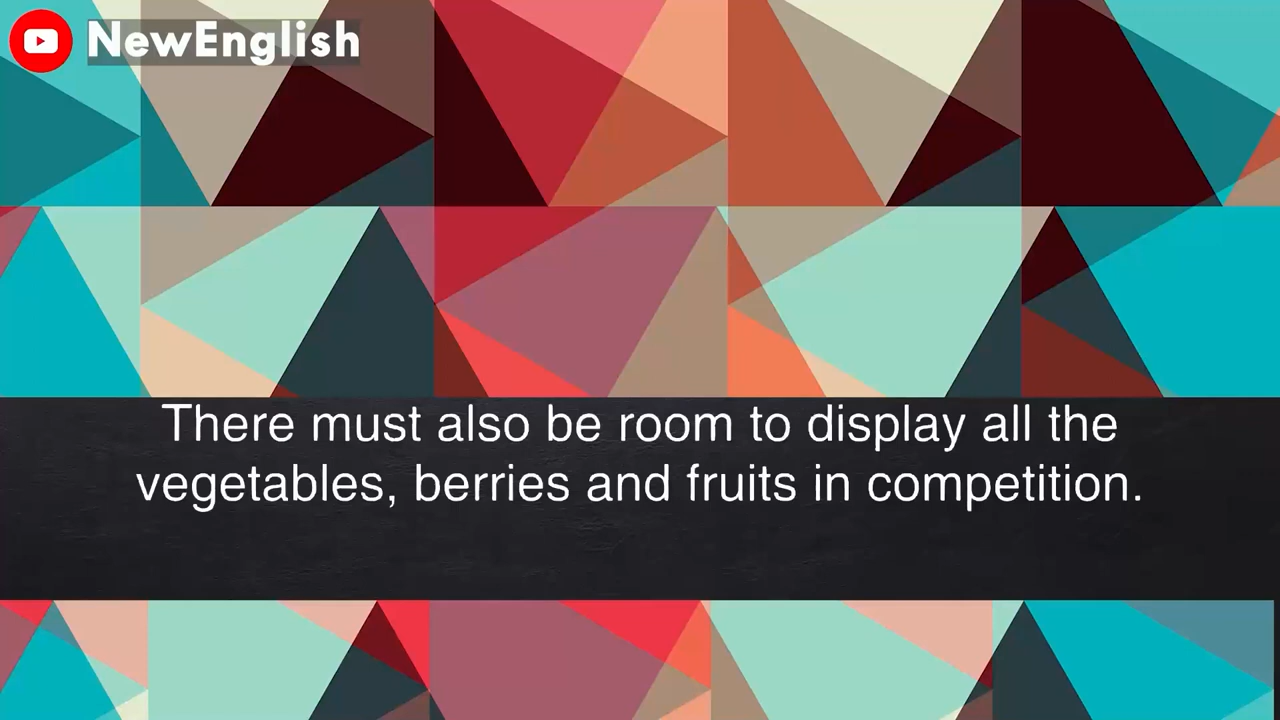 NewEnglish
There must also be room to display all the
vegetables, berries and fruits in competition.